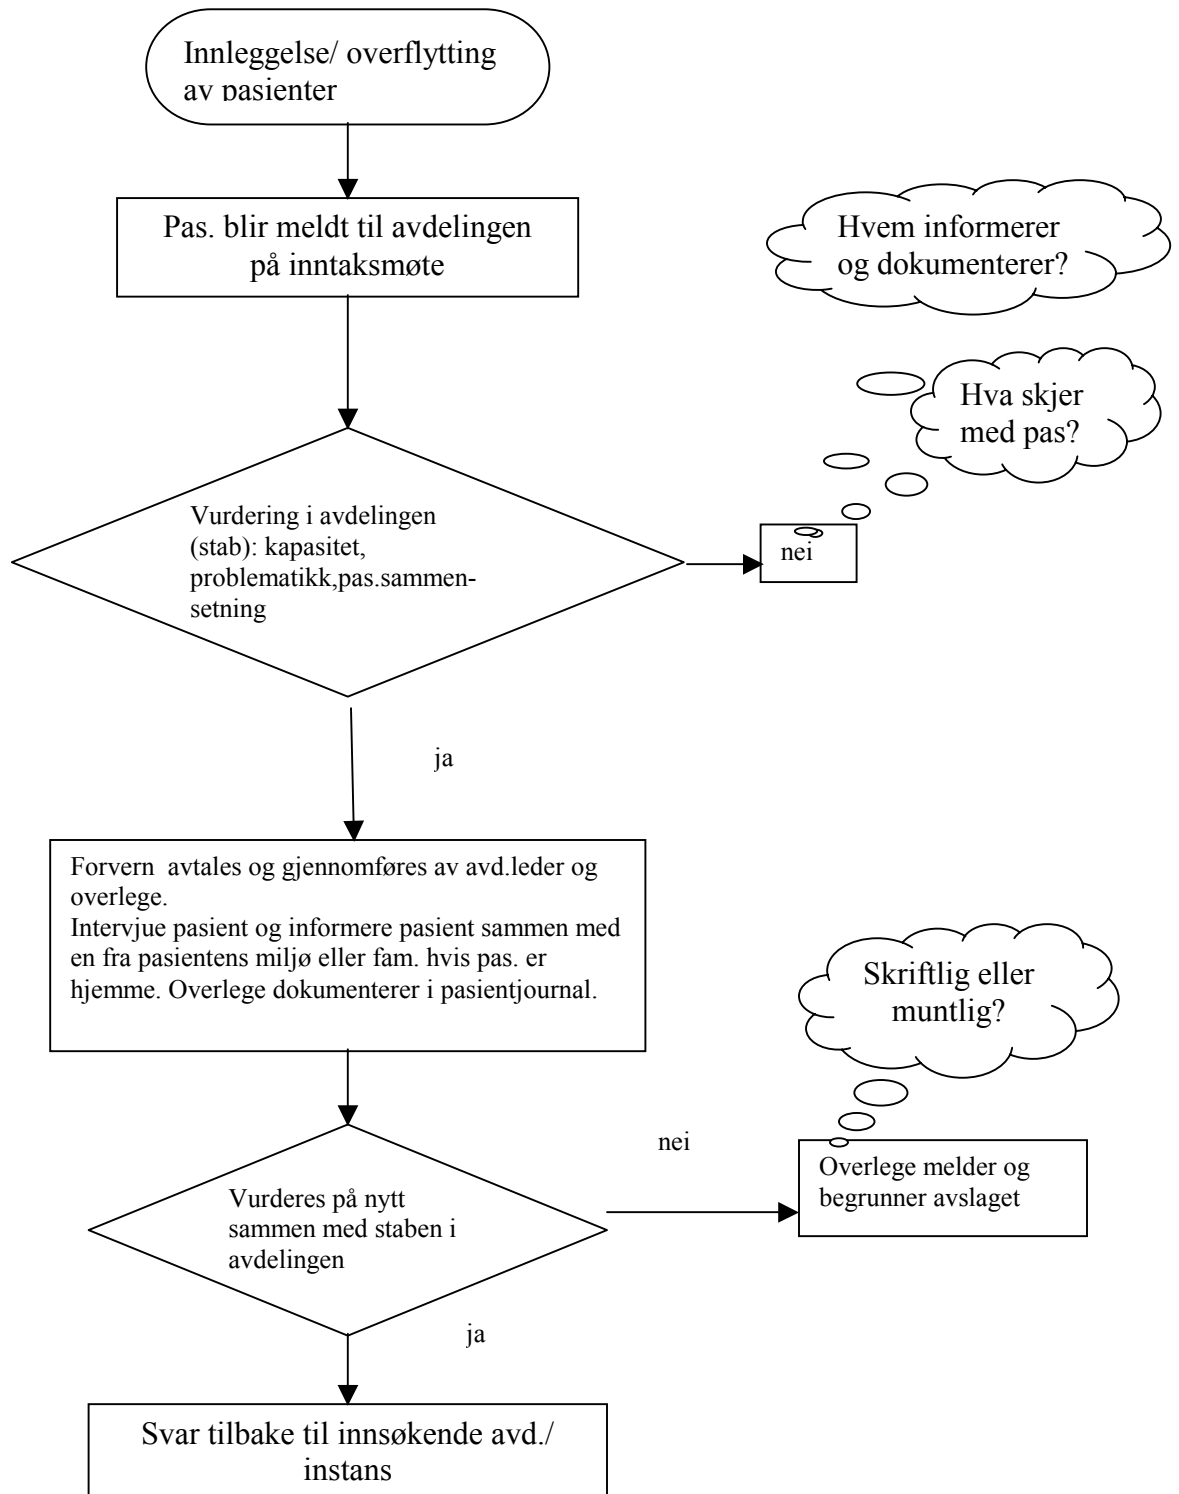 Innleggelse/ overflytting
av pasienter
Pas. blir meldt til avdelingen
på inntaksmøte
Hvem informerer
og dokumenterer?
Hva skjer
med pas?
Vurdering i avdelingen
(stab): kapasitet,
problematikk,pas.sammen-
setning
nei
ja
Forvern  avtales og gjennomføres av avd.leder og
overlege.
Intervjue pasient og informere pasient sammen med
en fra pasientens miljø eller fam. hvis pas. er
hjemme. Overlege dokumenterer i pasientjournal.
Skriftlig eller
muntlig?
nei
Overlege melder og
begrunner avslaget
Vurderes på nytt
sammen med staben i
avdelingen
ja
Svar tilbake til innsøkende avd./
instans